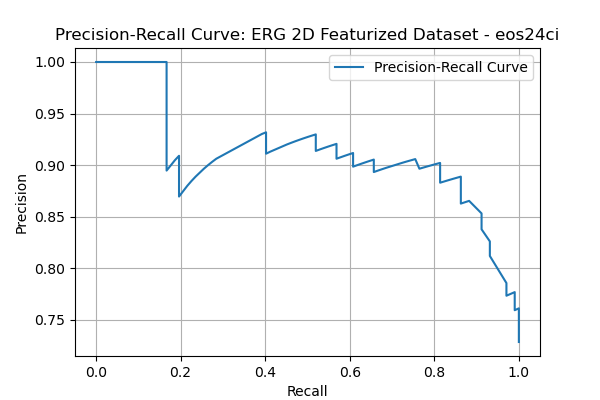 Precision-Recall Curve: ERG 2D Featurized Dataset - eos24ci
Precision-Recall Curve
1.00
0.95
0.90
0.85
0.80
0.75
Precision
0.0 0.2 0.4 0.6 0.8 1.0
Recall